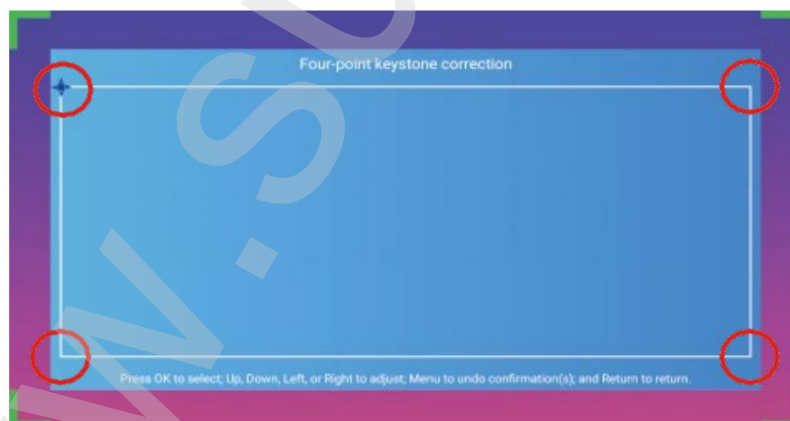 Four-point keystone correction
Press OK to select; Up, Down, Left, or Right to adjust; Menu to undo confirmation(s); and Return to return.